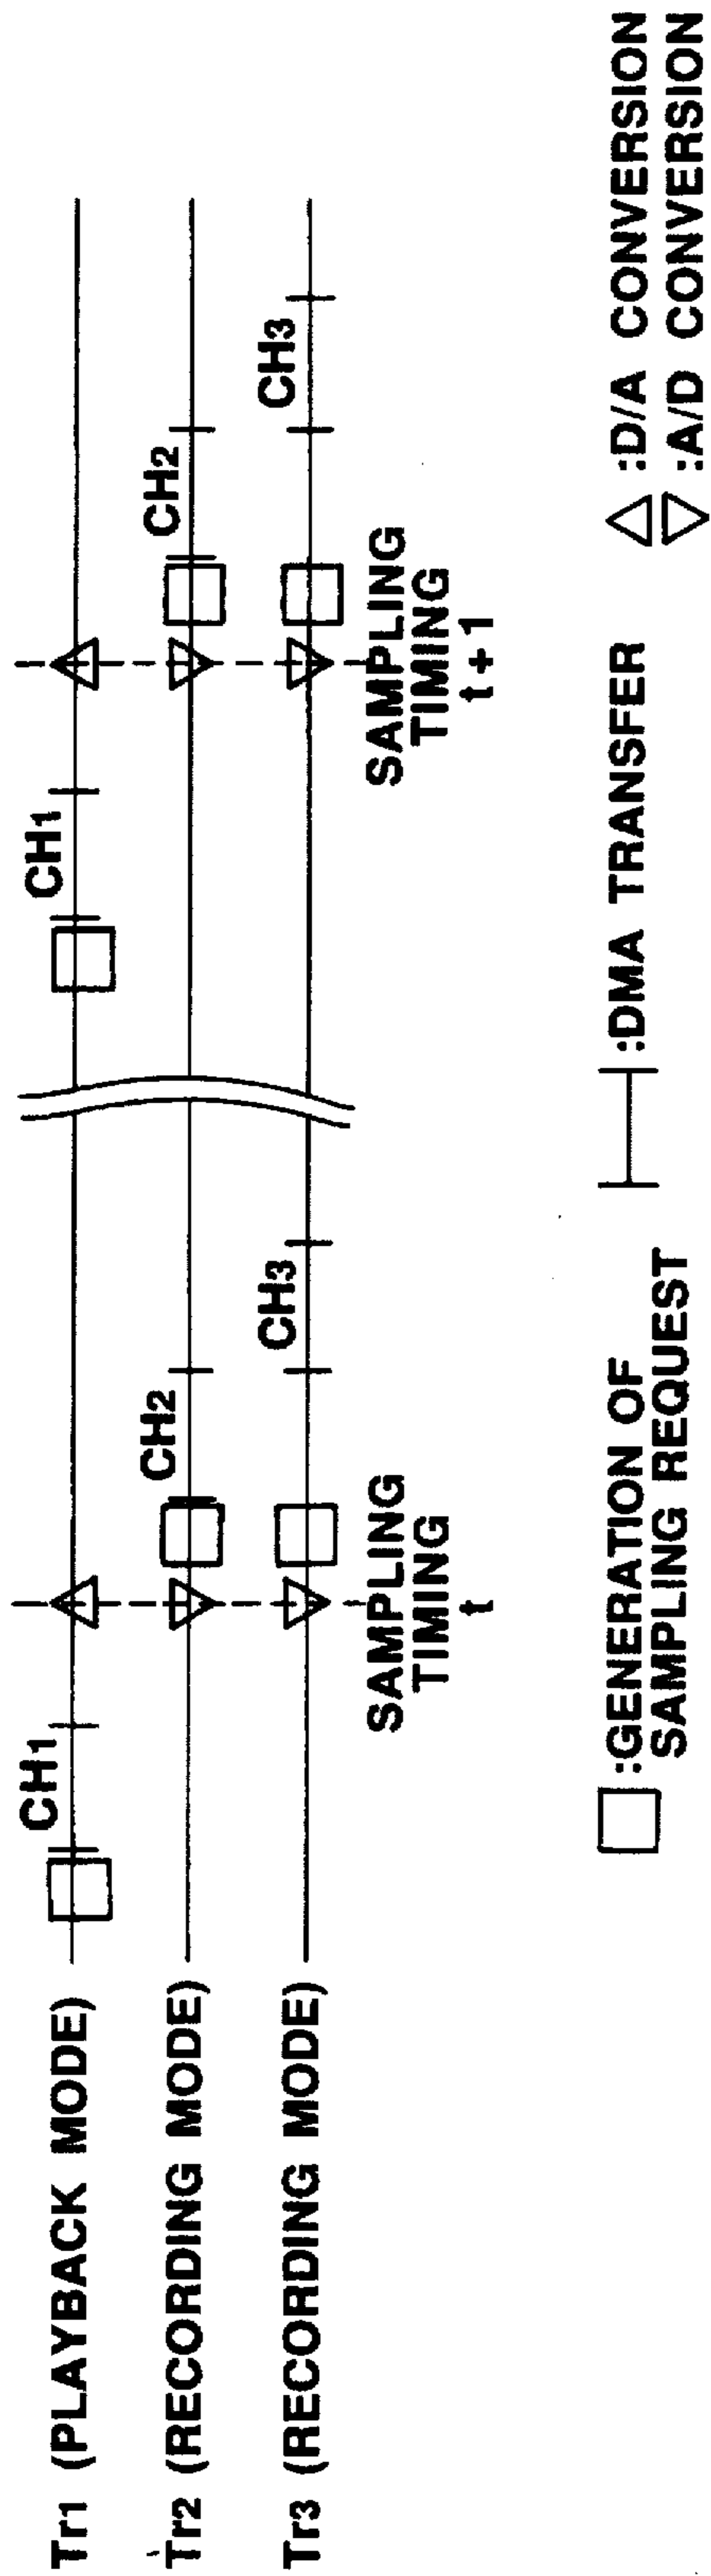 Tr1 (PLAYBACK MODE)
CH1
CH1
Tr2 (RECORDING MODE)
CH2
CH2
Tr3 (RECORDING MODE)
CH3
CH3
SAMPLING
TIMING
t
SAMPLING
TIMING
t+1
:GENERATION OF
SAMPLING REQUEST
:DMA TRANSFER
:D/A CONVERSION
:A/D CONVERSION